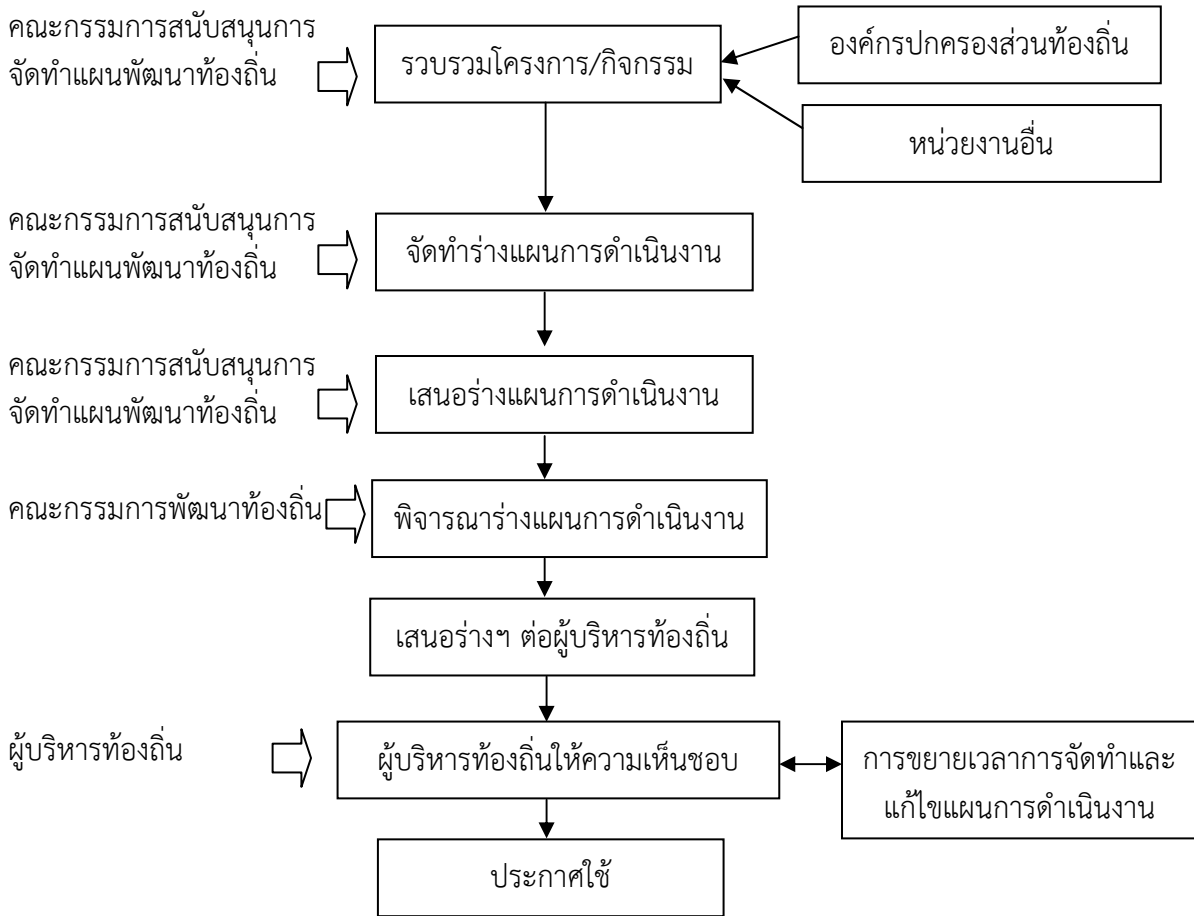 คณะกรรมการสนับสนุนการ
จัดทำแผนพัฒนาท้องถิ่น
รวบรวมโครงการ/กิจกรรม
องค์กรปกครองส่วนท้องถิ่น
หน่วยงานอื่น
คณะกรรมการสนับสนุนการ
จัดทำแผนพัฒนาท้องถิ่น
จัดทำร่างแผนการดำเนินงาน
คณะกรรมการสนับสนุนการ
จัดทำแผนพัฒนาท้องถิ่น
เสนอร่างแผนการดำเนินงาน
คณะกรรมการพัฒนาท้องถิ่น
พิจารณาร่างแผนการดำเนินงาน
เสนอร่างฯ ต่อผู้บริหารท้องถิ่น
ผู้บริหารท้องถิ่น
ผู้บริหารท้องถิ่นให้ความเห็นชอบ
การขยายเวลาการจัดทำและ
แก้ไขแผนการดำเนินงาน
ประกาศใช้